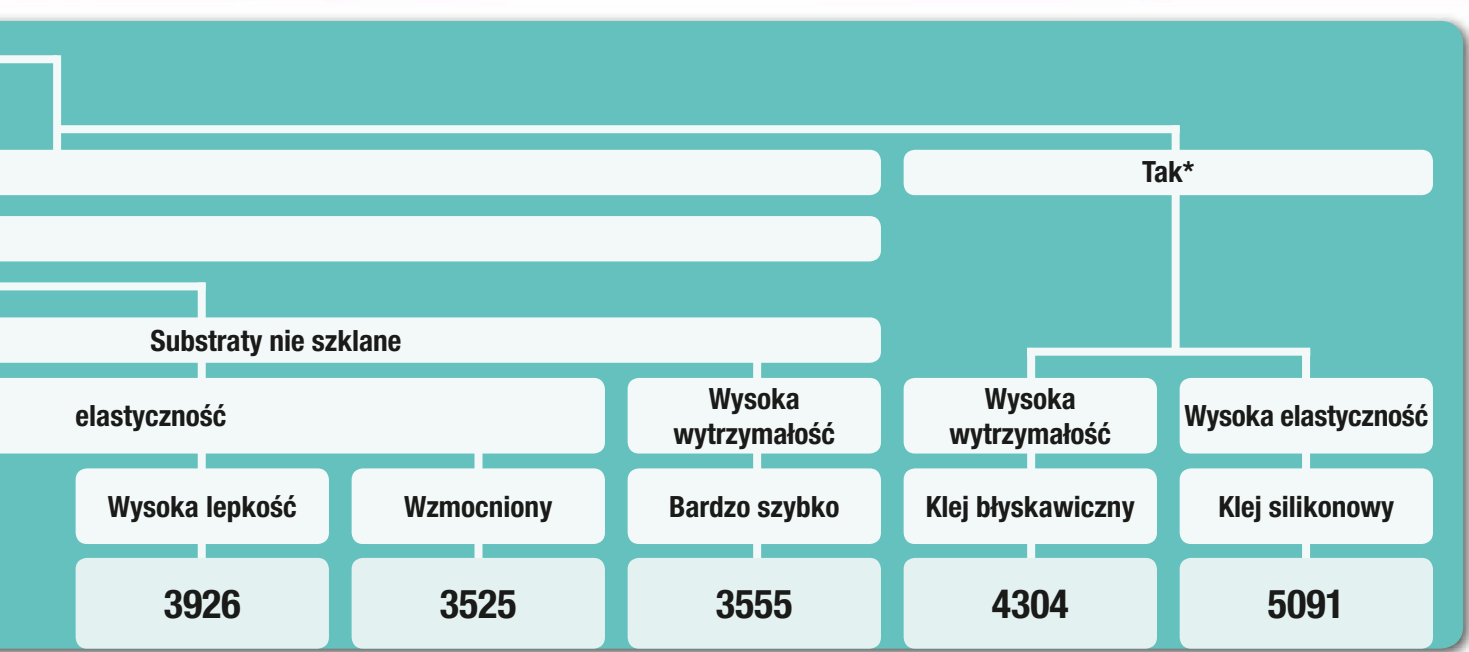 Tak*
Substraty nie szklane
elastyczność
Wysoka
wytrzymałość
Wysoka
wytrzymałość
Wysoka elastyczność
Wysoka lepkość
Wzmocniony
Bardzo szybko
Klej błyskawiczny
Klej silikonowy
3926
3525
3555
4304
5091